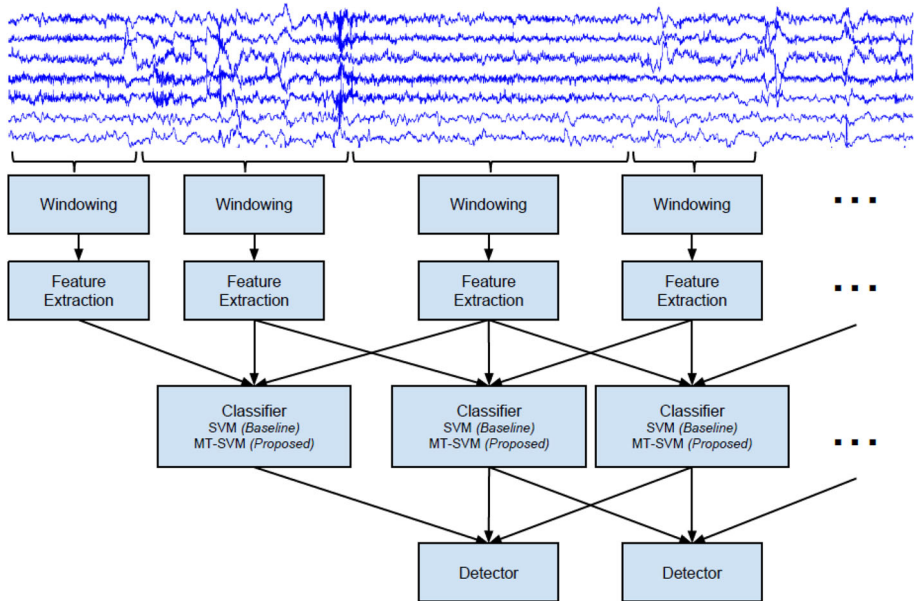 Windowing
Windowing
Windowing
Windowing
...
Feature
Extraction
Feature
Extraction
Feature
Extraction
Feature
Extraction
...
Classifier
SVM (Baseline)
MT-SVM (Proposed)
Classifier
SVM (Baseline)
MT-SVM (Proposed)
Classifier
SVM (Baseline)
MT-SVM (Proposed)
...
Detector
Detector